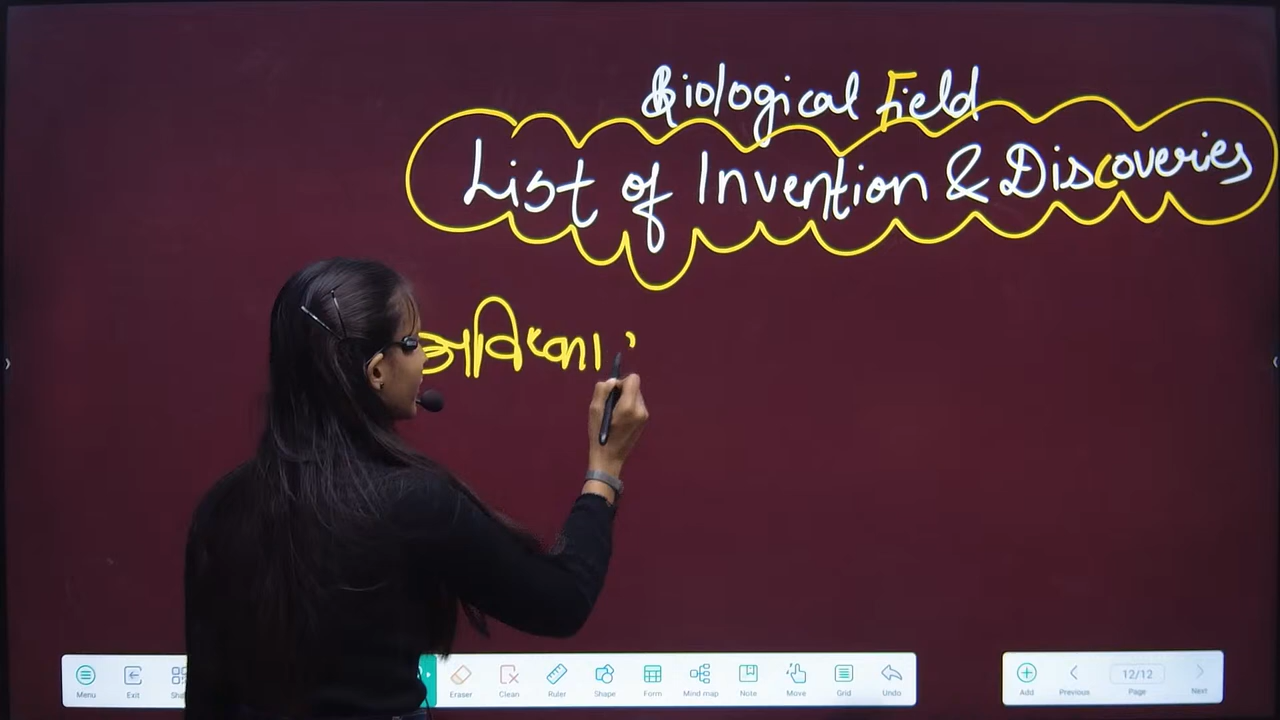 Biological Field
List of Invention & Discoveries
अविष्का
Menu Exit Eraser Clean Ruler Shape Form Mind map Note Move Grid Undo Add Previous 12/12 Page Next